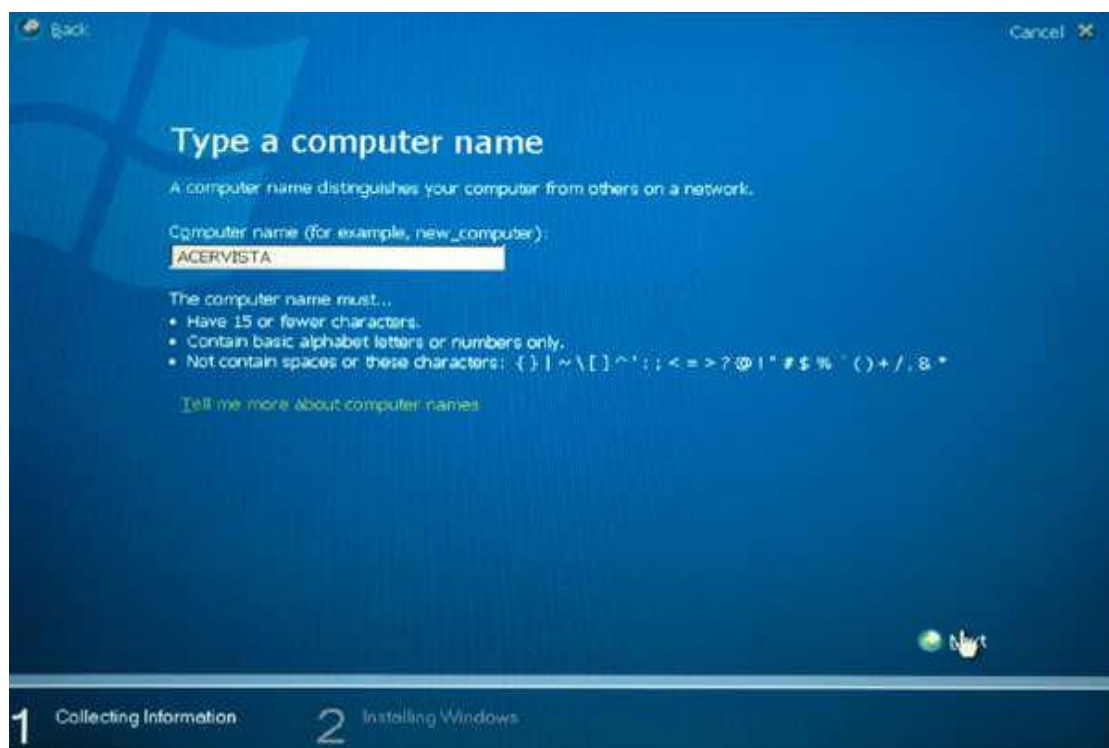 Back
Cancel
Type a computer name
A computer name distinguishes your computer from others on a network.
Computer name (for example, new_computer):
ACERVISTA
The computer name must...
• Have 15 or fewer characters.
• Contain basic alphabet letters or numbers only.
• Not contain spaces or these characters: { } | ~ \ [ ] ^ ' : ; < = > ? @ ! " # $ % ` ( ) + / . & *
Tell me more about computer names
Next
1 Collecting Information 2 Installing Windows